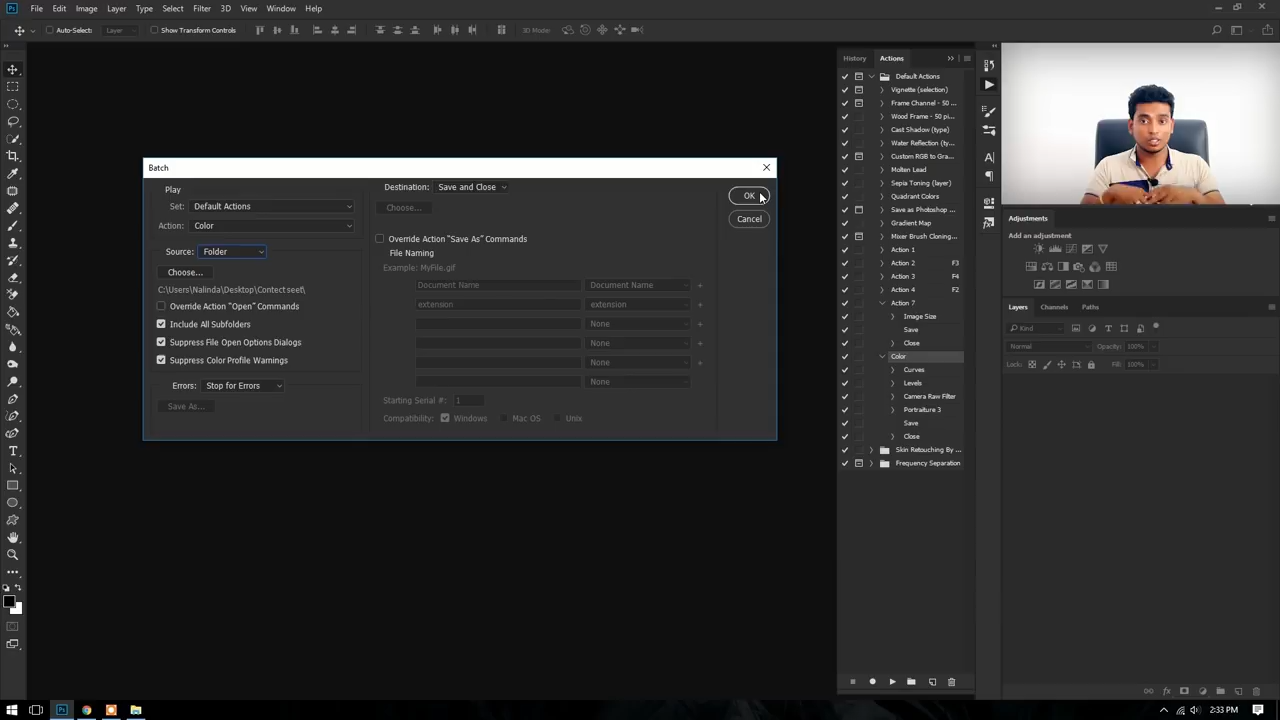 Ps File Edit Image Layer Type Select Filter 3D View Window Help
Auto-Select: Layer Show Transform Controls 3D Mode:
History Actions
Default Actions
Vignette (selection)
Frame Channel - 50 ...
Wood Frame - 50 pi...
Cast Shadow (type)
Water Reflection (ty...
Custom RGB to Gra...
Molten Lead
Sepia Toning (layer)
Quadrant Colors
Save as Photoshop ...
Gradient Map
Mixer Brush Cloning...
Action 1
Action 2 F3
Action 3 F4
Action 4 F2
Action 7
Image Size
Save
Close
Color
Curves
Levels
Camera Raw Filter
Portraiture 3
Save
Close
Skin Retouching By ...
Frequency Separation
Batch
Play
Set: Default Actions
Action: Color
Source: Folder
Choose...
C:\Users\Nalinda\Desktop\Contect seet\
Override Action "Open" Commands
Include All Subfolders
Suppress File Open Options Dialogs
Suppress Color Profile Warnings
Errors: Stop for Errors
Save As...
Destination: Save and Close
Choose...
Override Action "Save As" Commands
File Naming
Example: MyFile.gif
Document Name Document Name +
extension extension +
None +
None +
None +
None
Starting Serial #: 1
Compatibility: Windows Mac OS Unix
OK
Cancel
Adjustments
Add an adjustment
Layers Channels Paths
Kind
Normal Opacity: 100%
Lock: Fill: 100%
Ps
2:33 PM